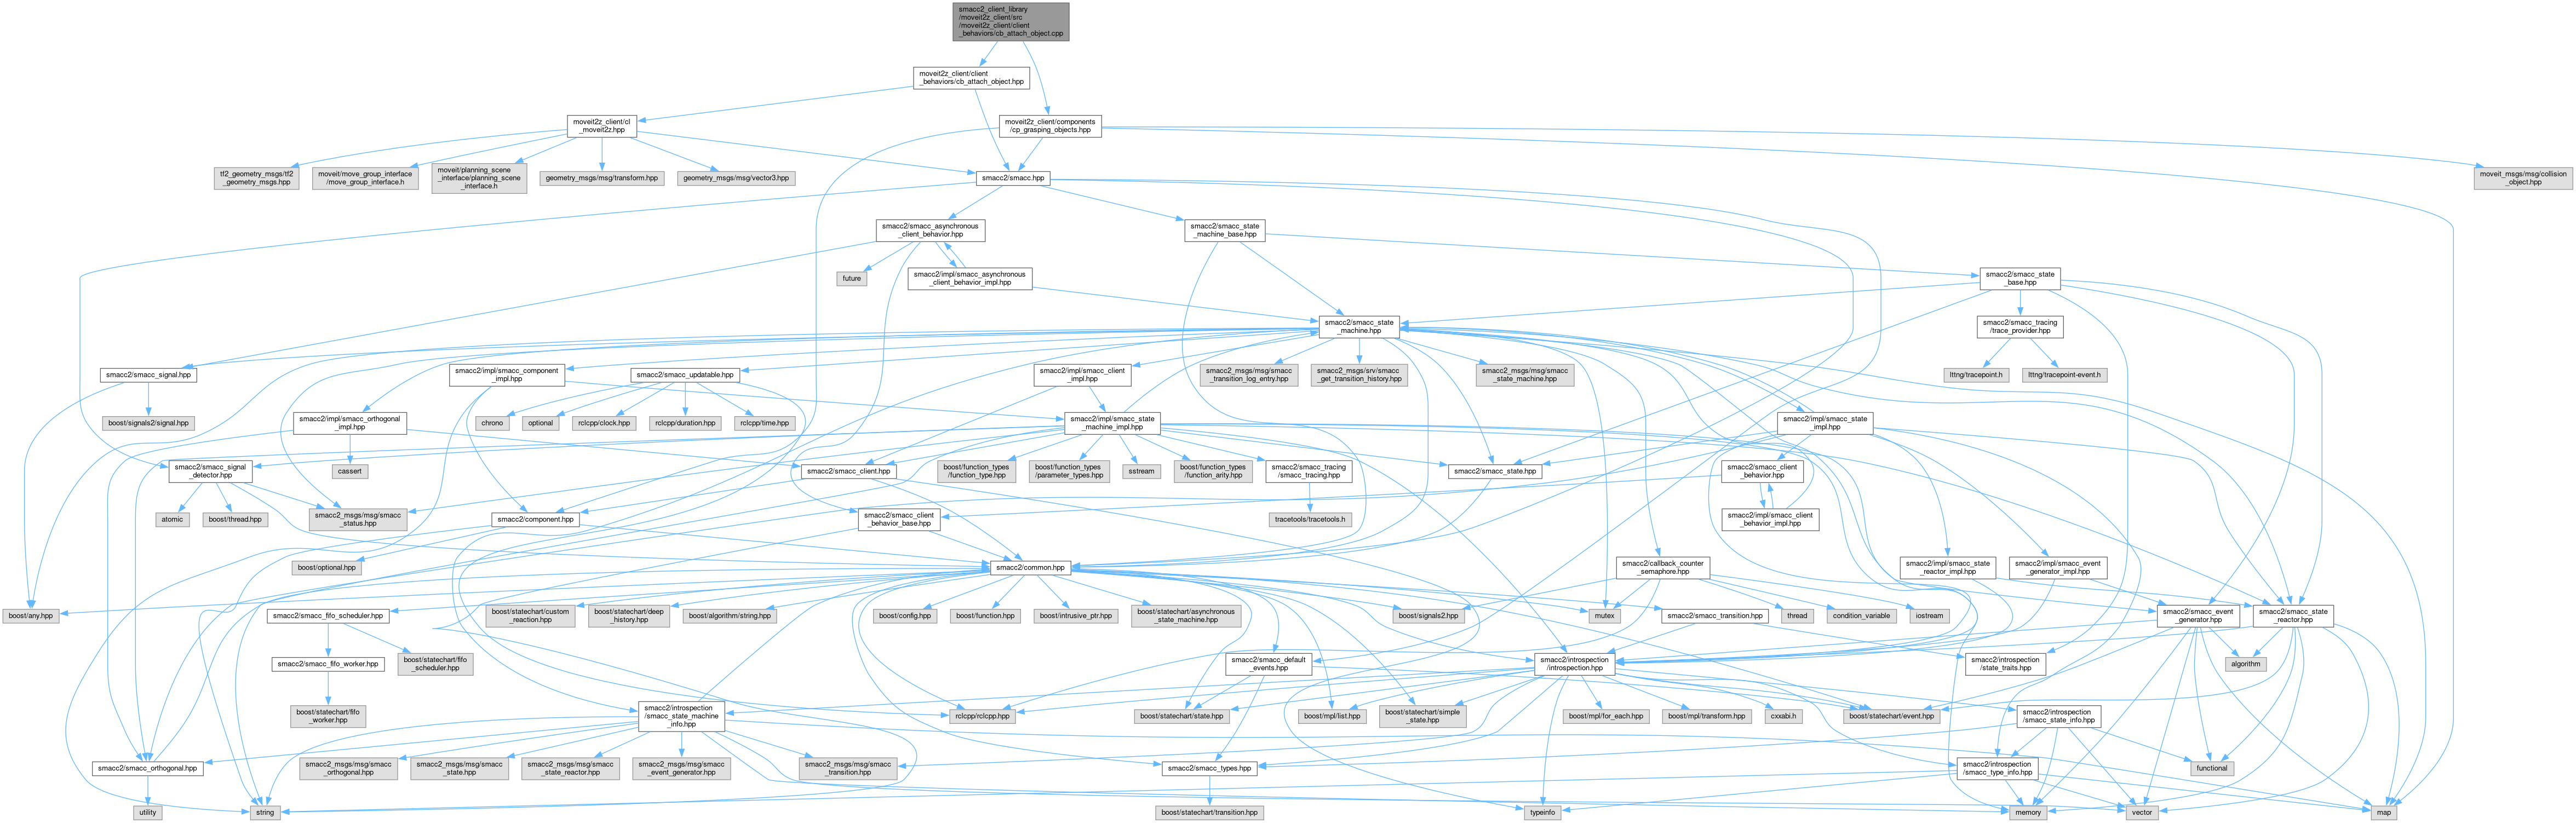 smacc2_client_library
/moveit2z_client/src
/moveit2z_client/client
_behaviors/cb_attach_object.cpp
moveit2z_client/client
_behaviors/cb_attach_object.hpp
moveit2z_client/cl
_moveit2z.hpp
moveit2z_client/components
/cp_grasping_objects.hpp
tf2_geometry_msgs/tf2
_geometry_msgs.hpp
moveit/move_group_interface
/move_group_interface.h
moveit/planning_scene
_interface/planning_scene
_interface.h
geometry_msgs/msg/transform.hpp
geometry_msgs/msg/vector3.hpp
smacc2/smacc.hpp
moveit_msgs/msg/collision
_object.hpp
smacc2/smacc_asynchronous
_client_behavior.hpp
smacc2/smacc_state
_machine_base.hpp
future
smacc2/impl/smacc_asynchronous
_client_behavior_impl.hpp
smacc2/smacc_state
_base.hpp
smacc2/smacc_state
_machine.hpp
smacc2/smacc_tracing
/trace_provider.hpp
smacc2/smacc_signal.hpp
smacc2/impl/smacc_component
_impl.hpp
smacc2/smacc_updatable.hpp
smacc2/impl/smacc_client
_impl.hpp
smacc2_msgs/msg/smacc
_transition_log_entry.hpp
smacc2_msgs/srv/smacc
_get_transition_history.hpp
smacc2_msgs/msg/smacc
_state_machine.hpp
lttng/tracepoint.h
lttng/tracepoint-event.h
boost/signals2/signal.hpp
smacc2/impl/smacc_orthogonal
_impl.hpp
chrono
optional
rclcpp/clock.hpp
rclcpp/duration.hpp
rclcpp/time.hpp
smacc2/impl/smacc_state
_machine_impl.hpp
smacc2/impl/smacc_state
_impl.hpp
smacc2/smacc_signal
_detector.hpp
cassert
smacc2/smacc_client.hpp
boost/function_types
/function_type.hpp
boost/function_types
/parameter_types.hpp
sstream
boost/function_types
/function_arity.hpp
smacc2/smacc_tracing
/smacc_tracing.hpp
smacc2/smacc_state.hpp
smacc2/smacc_client
_behavior.hpp
atomic
boost/thread.hpp
smacc2_msgs/msg/smacc
_status.hpp
smacc2/component.hpp
smacc2/smacc_client
_behavior_base.hpp
tracetools/tracetools.h
smacc2/impl/smacc_client
_behavior_impl.hpp
boost/optional.hpp
smacc2/common.hpp
smacc2/callback_counter
_semaphore.hpp
smacc2/impl/smacc_state
_reactor_impl.hpp
smacc2/impl/smacc_event
_generator_impl.hpp
boost/any.hpp
smacc2/smacc_fifo_scheduler.hpp
boost/statechart/custom
_reaction.hpp
boost/statechart/deep
_history.hpp
boost/algorithm/string.hpp
boost/config.hpp
boost/function.hpp
boost/intrusive_ptr.hpp
boost/statechart/asynchronous
_state_machine.hpp
boost/signals2.hpp
mutex
smacc2/smacc_transition.hpp
thread
condition_variable
iostream
smacc2/smacc_event
_generator.hpp
smacc2/smacc_state
_reactor.hpp
smacc2/smacc_fifo_worker.hpp
boost/statechart/fifo
_scheduler.hpp
smacc2/smacc_default
_events.hpp
smacc2/introspection
/introspection.hpp
smacc2/introspection
/state_traits.hpp
algorithm
boost/statechart/fifo
_worker.hpp
smacc2/introspection
/smacc_state_machine
_info.hpp
rclcpp/rclcpp.hpp
boost/statechart/state.hpp
boost/mpl/list.hpp
boost/statechart/simple
_state.hpp
boost/mpl/for_each.hpp
boost/mpl/transform.hpp
cxxabi.h
boost/statechart/event.hpp
smacc2/introspection
/smacc_state_info.hpp
smacc2/smacc_orthogonal.hpp
smacc2_msgs/msg/smacc
_orthogonal.hpp
smacc2_msgs/msg/smacc
_state.hpp
smacc2_msgs/msg/smacc
_state_reactor.hpp
smacc2_msgs/msg/smacc
_event_generator.hpp
smacc2_msgs/msg/smacc
_transition.hpp
smacc2/smacc_types.hpp
smacc2/introspection
/smacc_type_info.hpp
functional
utility
string
boost/statechart/transition.hpp
typeinfo
memory
vector
map